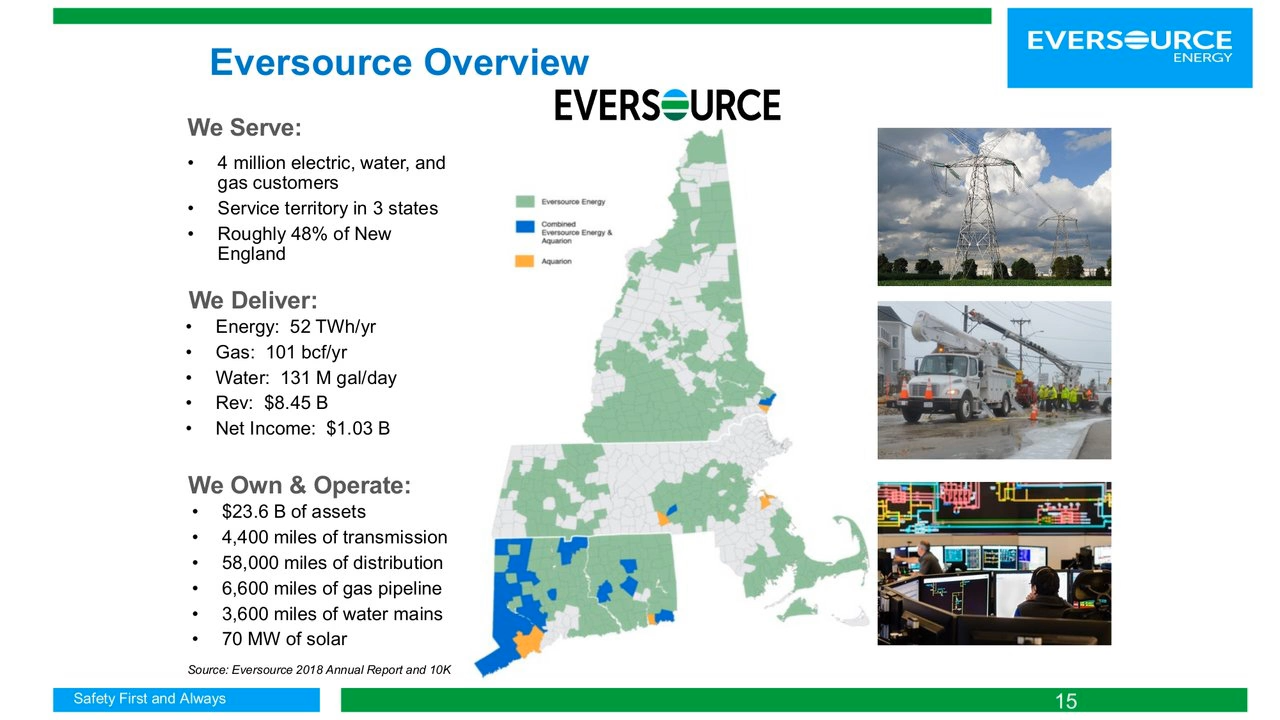 EVERSOURCE
ENERGY
Eversource Overview
EVERSOURCE
We Serve:
• 4 million electric, water, and
gas customers
• Service territory in 3 states
• Roughly 48% of New
England
We Deliver:
• Energy: 52 TWh/yr
• Gas: 101 bcf/yr
• Water: 131 M gal/day
• Rev: $8.45 B
• Net Income: $1.03 B
We Own & Operate:
• $23.6 B of assets
• 4,400 miles of transmission
• 58,000 miles of distribution
• 6,600 miles of gas pipeline
• 3,600 miles of water mains
• 70 MW of solar
Source: Eversource 2018 Annual Report and 10K
Eversource Energy
Combined
Eversource Energy &
Aquarion
Aquarion
Safety First and Always
15